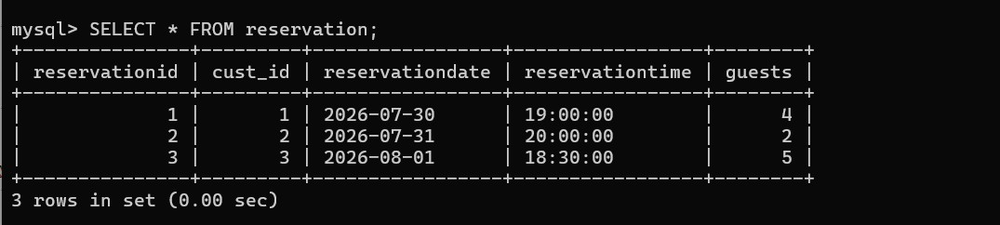 mysql> SELECT * FROM reservation;
+---------------+---------+-----------------+-----------------+--------+
| reservationid | cust_id | reservationdate | reservationtime | guests |
+---------------+---------+-----------------+-----------------+--------+
|             1 |       1 | 2026-07-30      | 19:00:00        |      4 |
|             2 |       2 | 2026-07-31      | 20:00:00        |      2 |
|             3 |       3 | 2026-08-01      | 18:30:00        |      5 |
+---------------+---------+-----------------+-----------------+--------+
3 rows in set (0.00 sec)